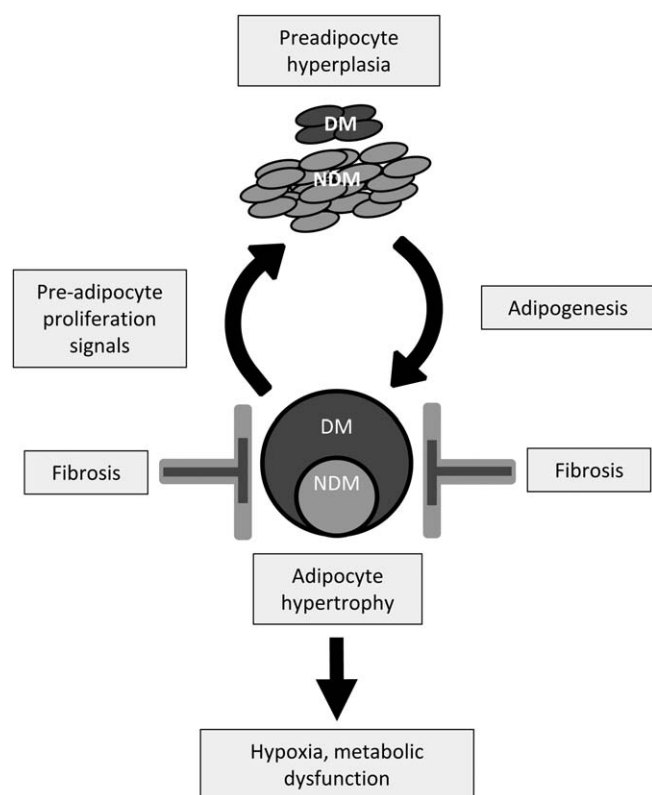 Preadipocyte
hyperplasia
DM
NDM
Pre-adipocyte
proliferation
signals
Adipogenesis
DM
NDM
Fibrosis
Fibrosis
Adipocyte
hypertrophy
Hypoxia, metabolic
dysfunction